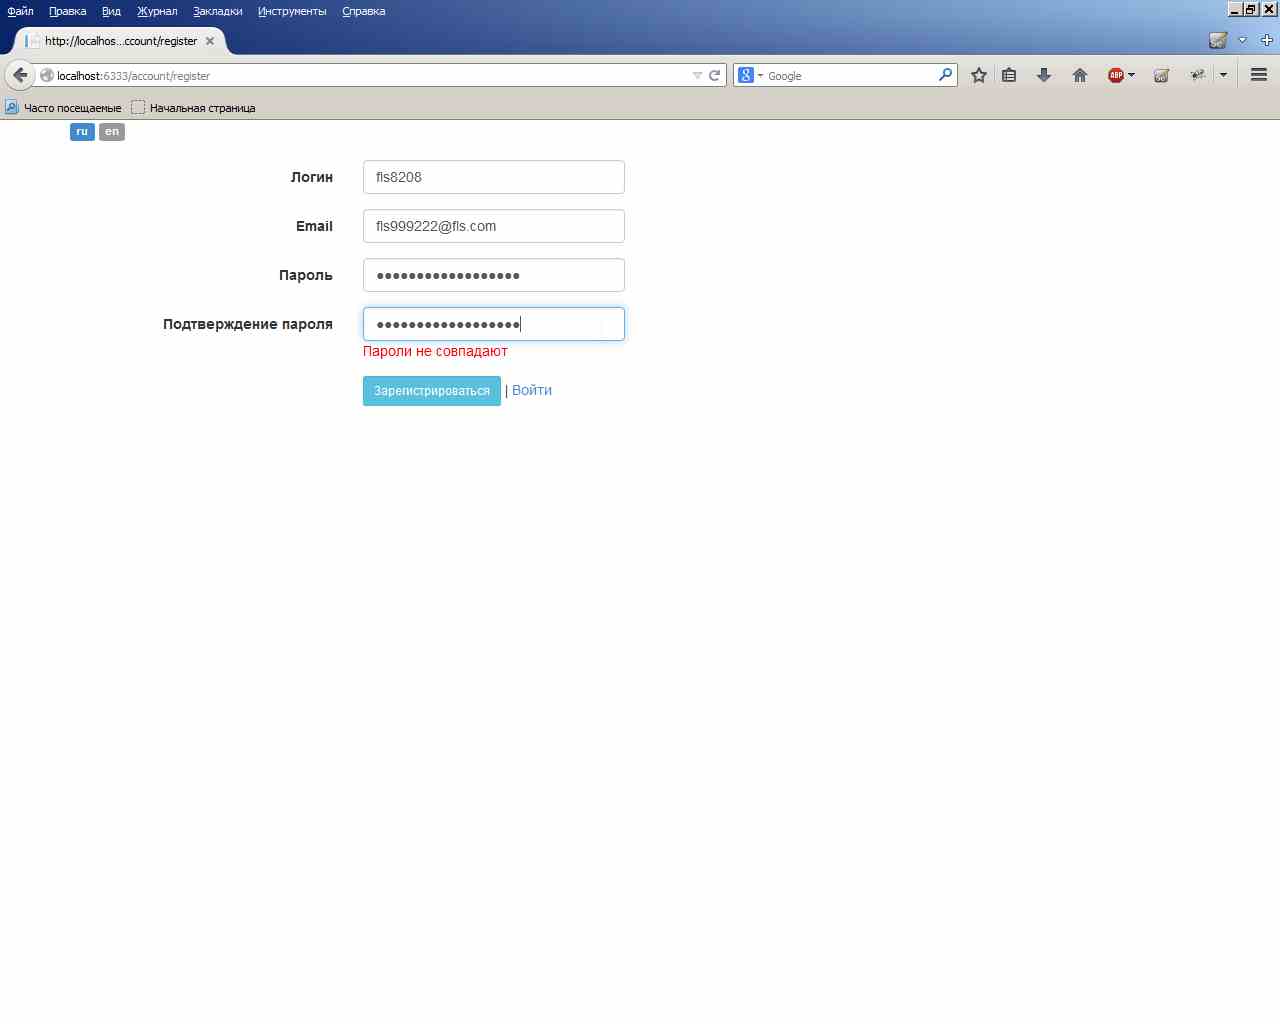 Файл Правка Вид Журнал Закладки Инструменты Справка
http://localhos...ccount/register
localhost:6333/account/register
Google
ABP
Часто посещаемые Начальная страница
ru en
Логин fls8208
Email fls999222@fls.com
Пароль ••••••••••••••••••
Подтверждение пароля ••••••••••••••••••
Пароли не совпадают
Зарегистрироваться | Войти